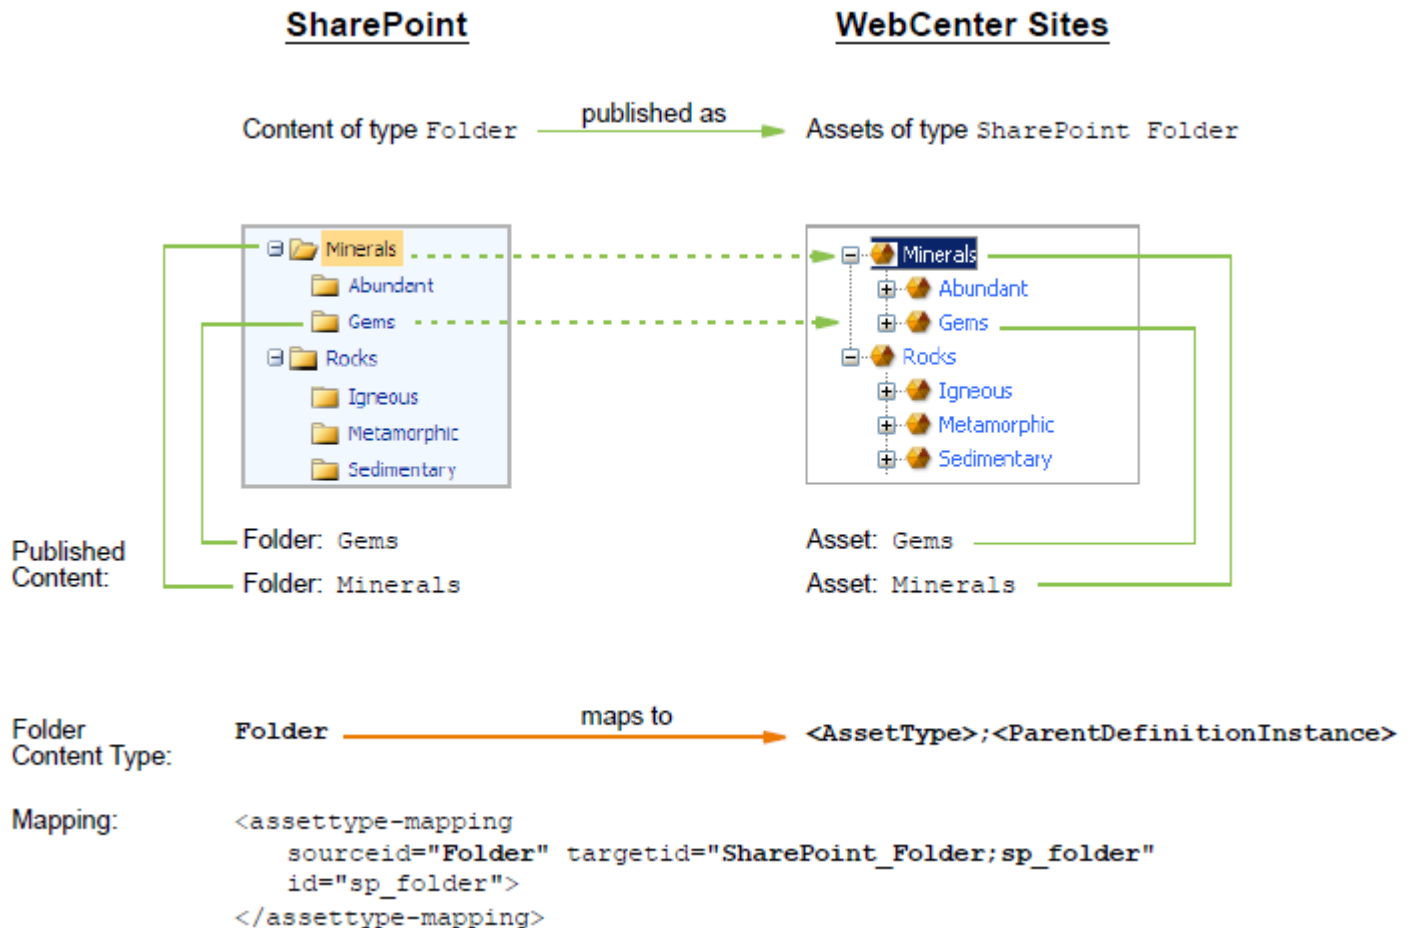 SharePoint
WebCenter Sites
Content of type Folder
published as
Assets of type SharePoint Folder
Minerals
Abundant
Gems
Rocks
Igneous
Metamorphic
Sedimentary
Minerals
Abundant
Gems
Rocks
Igneous
Metamorphic
Sedimentary
Published
Content:
Folder: Gems
Folder: Minerals
Asset: Gems
Asset: Minerals
Folder
Content Type:
Folder
maps to
<AssetType>;<ParentDefinitionInstance>
Mapping:
<assettype-mapping
sourceid="Folder" targetid="SharePoint_Folder;sp_folder"
id="sp_folder">
</assettype-mapping>